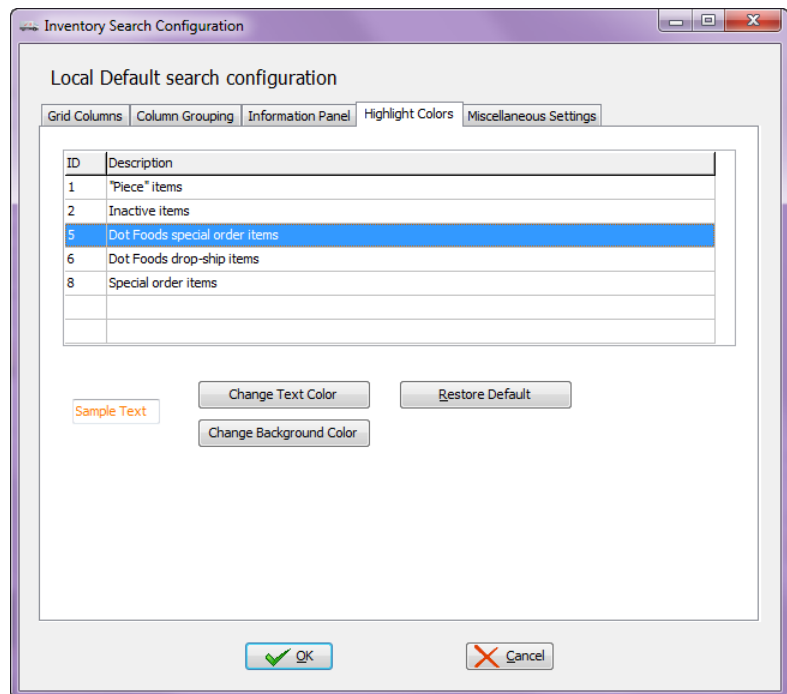 Inventory Search Configuration
Local Default search configuration
Grid Columns Column Grouping Information Panel Highlight Colors Miscellaneous Settings
ID Description
1 "Piece" items
2 Inactive items
5 Dot Foods special order items
6 Dot Foods drop-ship items
8 Special order items
Change Text Color Restore Default
Sample Text
Change Background Color
OK Cancel